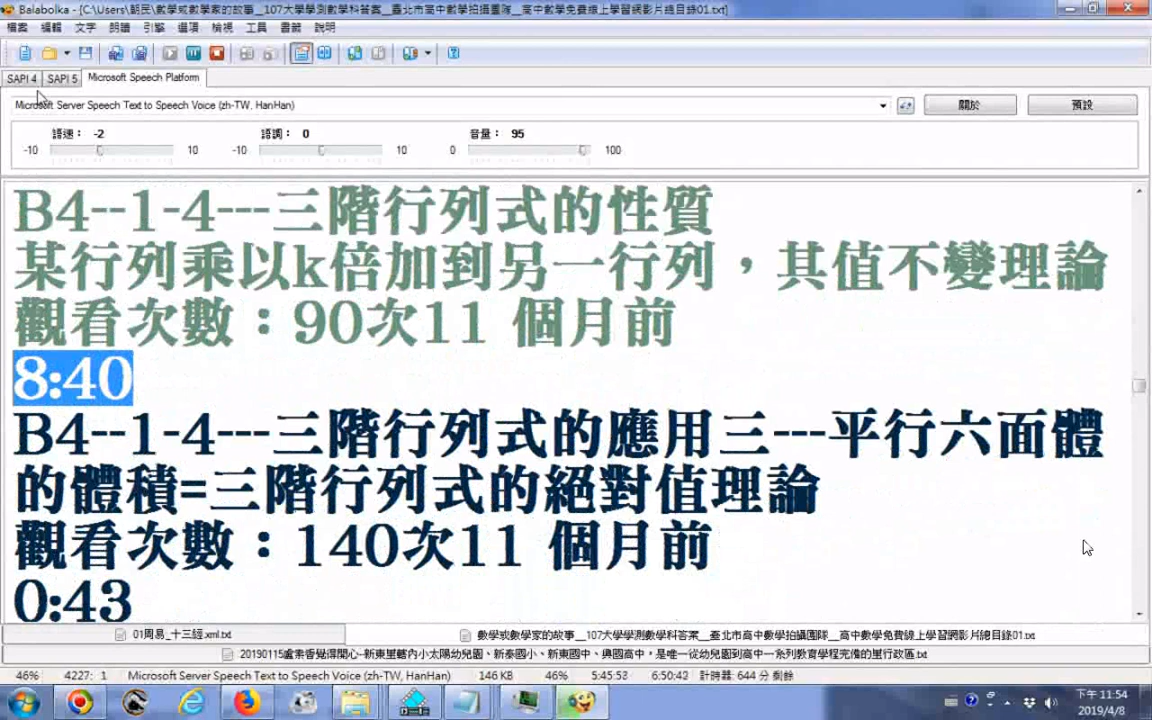 Balabolka - [C:\Users\朝民\數學或數學家的故事__107大學學測數學科答案__臺北市高中數學拍攝團隊__高中數學免費線上學習網影片總目錄01.txt]
檔案 編輯 文字 朗讀 引擎 選項 檢視 工具 書籤 說明
SAPI 4 SAPI 5 Microsoft Speech Platform
Microsoft Server Speech Text to Speech Voice (zh-TW, HanHan) 關於 預設
語速： -2 語調： 0 音量： 95
-10 10 -10 10 0 100
B4--1-4---三階行列式的性質
某行列乘以k倍加到另一行列，其值不變理論
觀看次數：90次11 個月前
8:40
B4--1-4---三階行列式的應用三---平行六面體
的體積=三階行列式的絕對值理論
觀看次數：140次11 個月前
0:43
01周易_十三經.xml.txt 數學或數學家的故事__107大學學測數學科答案__臺北市高中數學拍攝團隊__高中數學免費線上學習網影片總目錄01.txt
20190115盧素香覺得開心-新東里轄內小太陽幼兒園、新泰國小、新東國中、興國高中，是唯一從幼兒園到高中一系列教育學程完備的里行政區.txt
46% 4227: 1 Microsoft Server Speech Text to Speech Voice (zh-TW, HanHan) 146 KB 46% 5:45:53 6:50:42 計時器: 644 分 剩餘
下午 11:54
2019/4/8